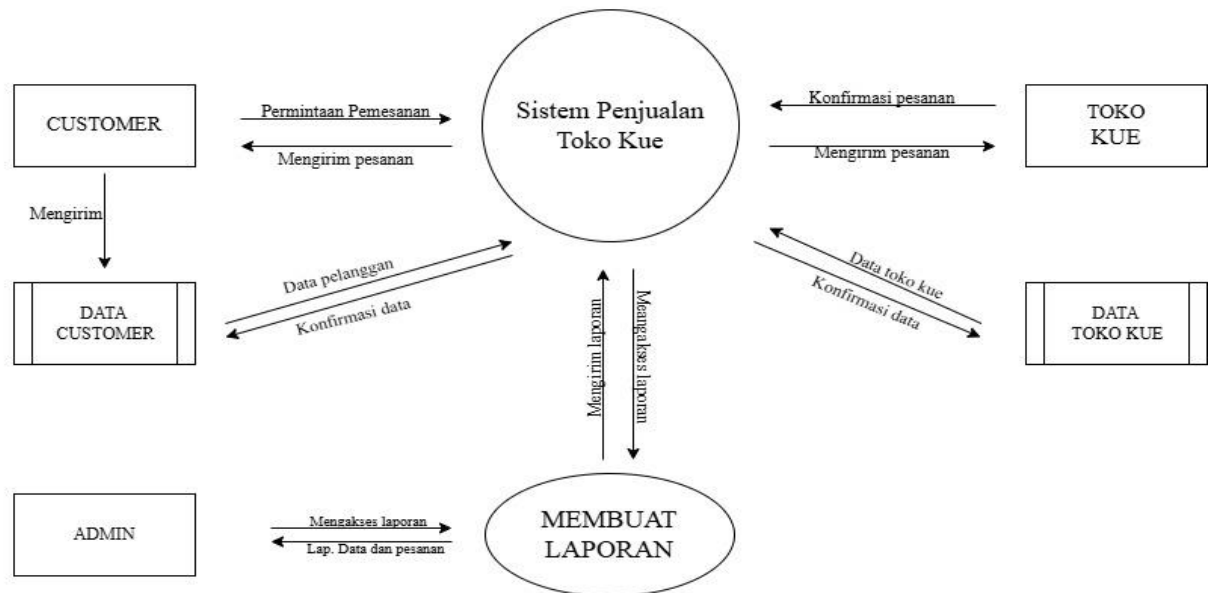 Sistem Penjualan
Toko Kue
CUSTOMER
Permintaan Pemesanan
Mengirim pesanan
Konfirmasi pesanan
Mengirim pesanan
TOKO
KUE
Mengirim
Data pelanggan
Konfirmasi data
Data toko kue
Konfirmasi data
DATA
CUSTOMER
DATA
TOKO KUE
Mengirim laporan
Meangakses laporan
ADMIN
Mengakses laporan
Lap. Data dan pesanan
MEMBUAT
LAPORAN